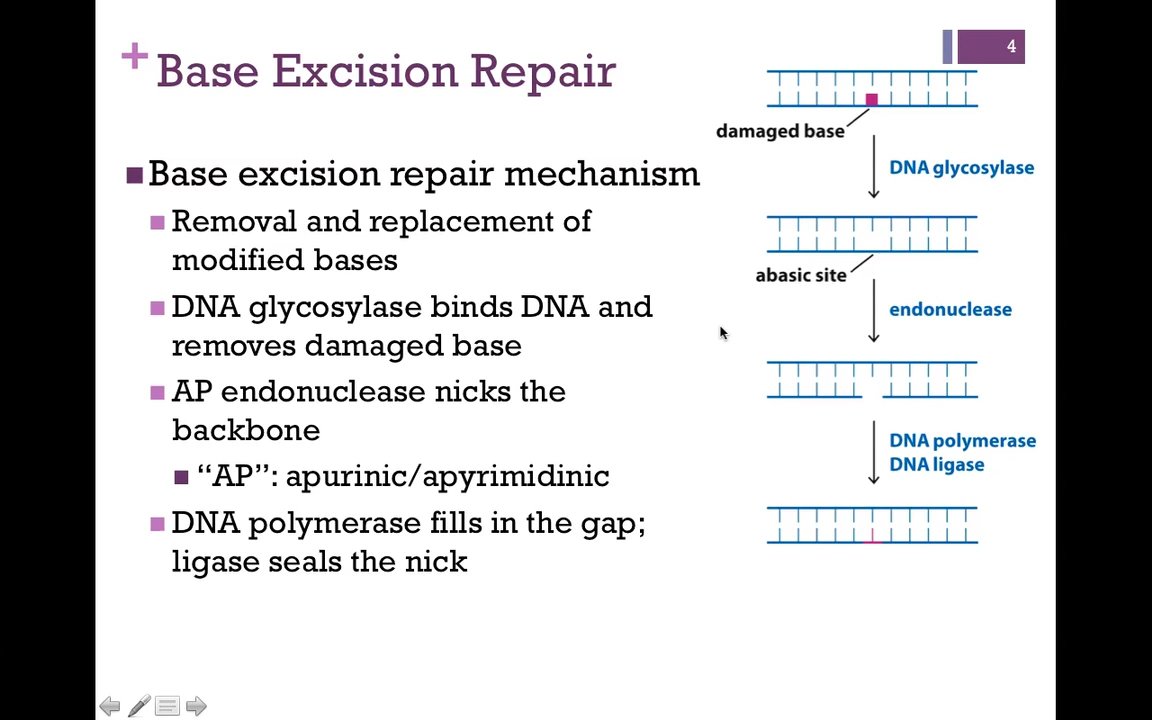 + Base Excision Repair
4
■ Base excision repair mechanism
■ Removal and replacement of
modified bases
■ DNA glycosylase binds DNA and
removes damaged base
■ AP endonuclease nicks the
backbone
■ “AP”: apurinic/apyrimidinic
■ DNA polymerase fills in the gap;
ligase seals the nick
damaged base
DNA glycosylase
abasic site
endonuclease
DNA polymerase
DNA ligase